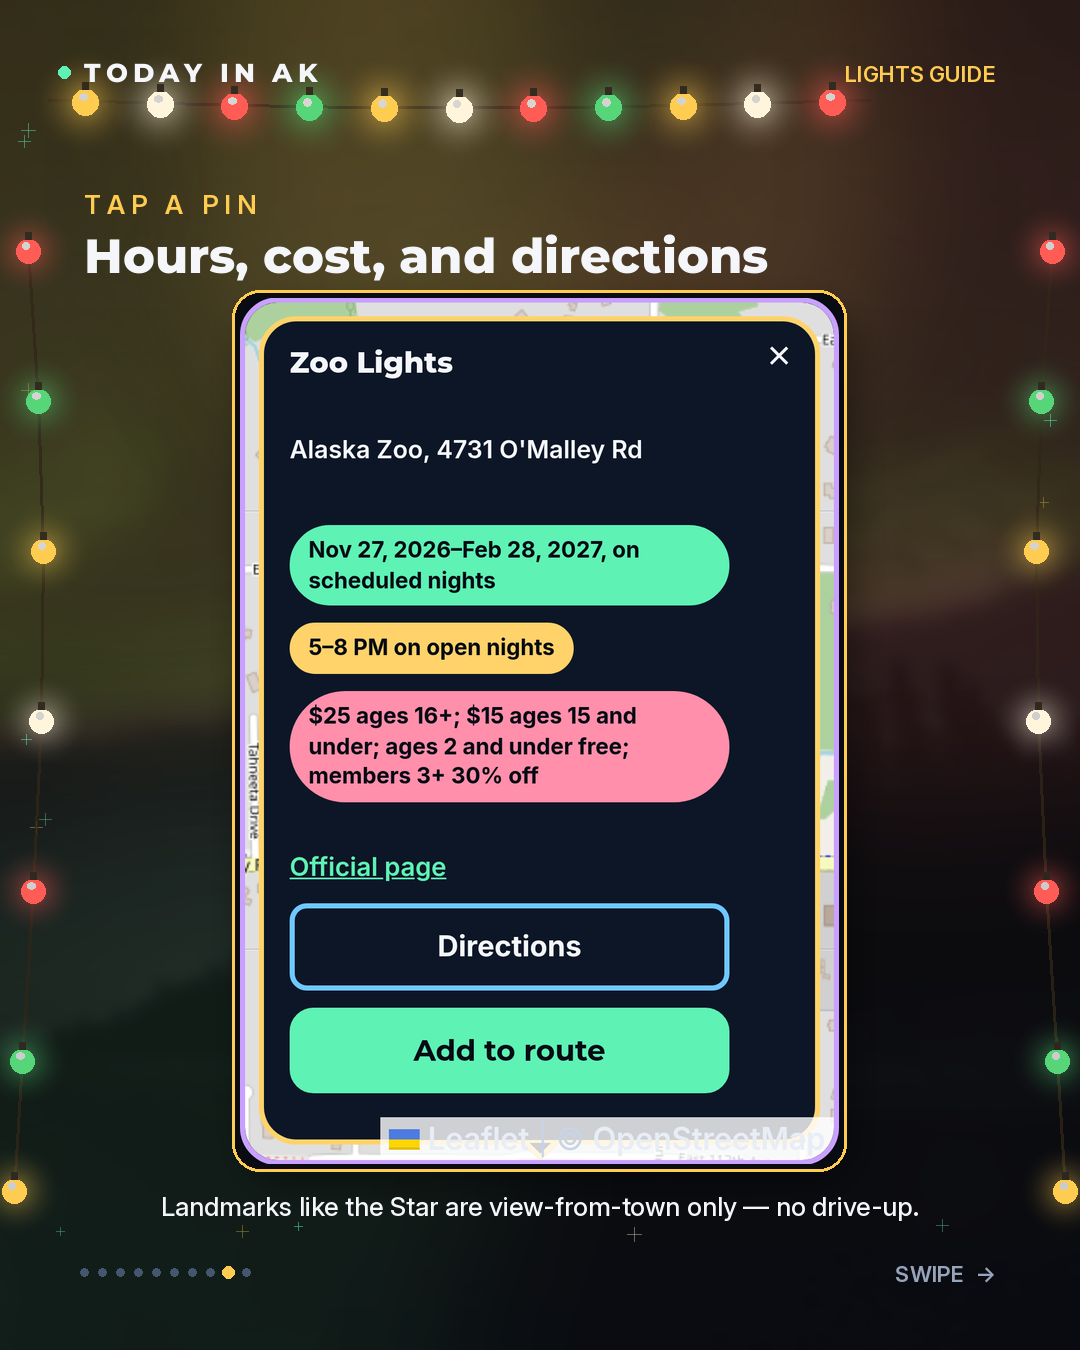 TODAY IN AK
LIGHTS GUIDE
TAP A PIN
Hours, cost, and directions
Zoo Lights
×
Alaska Zoo, 4731 O'Malley Rd
Nov 27, 2026–Feb 28, 2027, on
scheduled nights
5–8 PM on open nights
$25 ages 16+; $15 ages 15 and
under; ages 2 and under free;
members 3+ 30% off
Tahneeta Drive
Official page
Directions
Add to route
Leaflet | © OpenStreetMap
Landmarks like the Star are view-from-town only — no drive-up.
SWIPE →